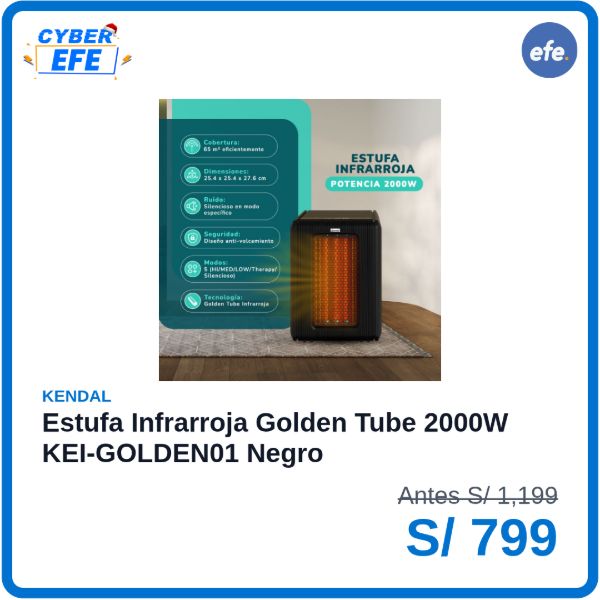 CYBER
EFE
efe.
Cobertura:
65 m² eficientemente
Dimensiones:
25.4 x 25.4 x 27.6 cm
Ruido:
Silencioso en modo
específico
Seguridad:
Diseño anti-volcamiento
Modos:
5 (HI/MED/LOW/Therapy/
Silencioso)
Tecnología:
Golden Tube Infrarroja
ESTUFA
INFRARROJA
POTENCIA 2000W
KENDAL
Estufa Infrarroja Golden Tube 2000W
KEI-GOLDEN01 Negro
Antes S/ 1,199
S/ 799